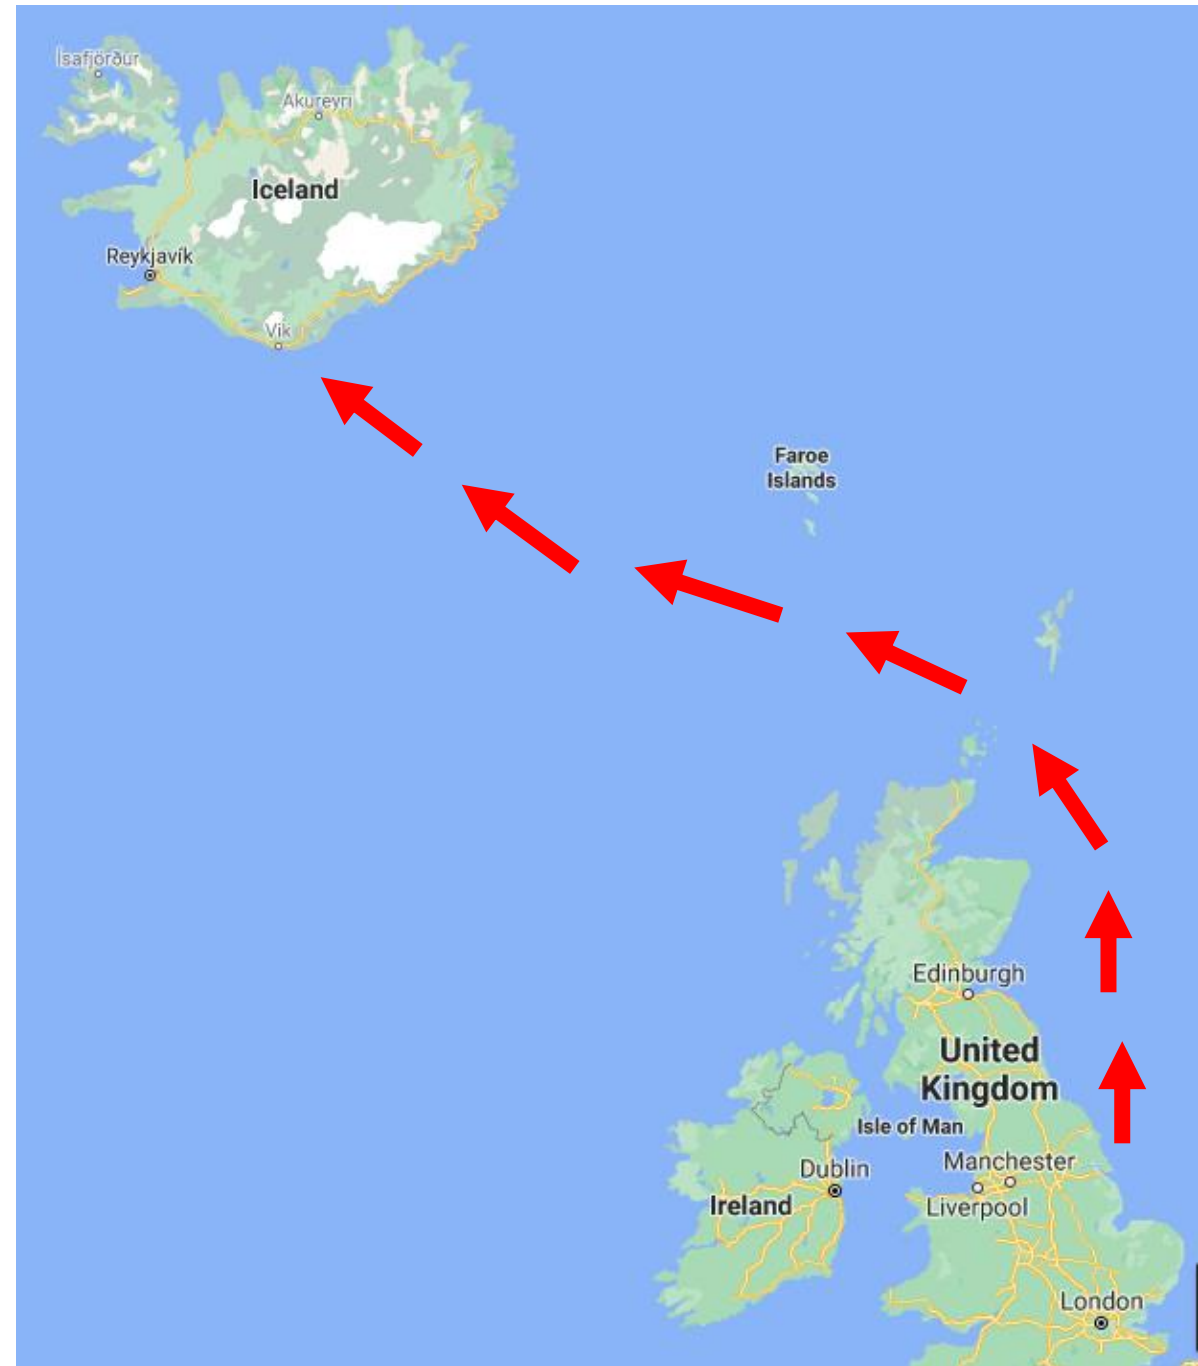 Ísafjörður
Akureyri
Iceland
Reykjavík
Vik
Faroe
Islands
Edinburgh
United
Kingdom
Isle of Man
Dublin
Manchester
Ireland
Liverpool
London